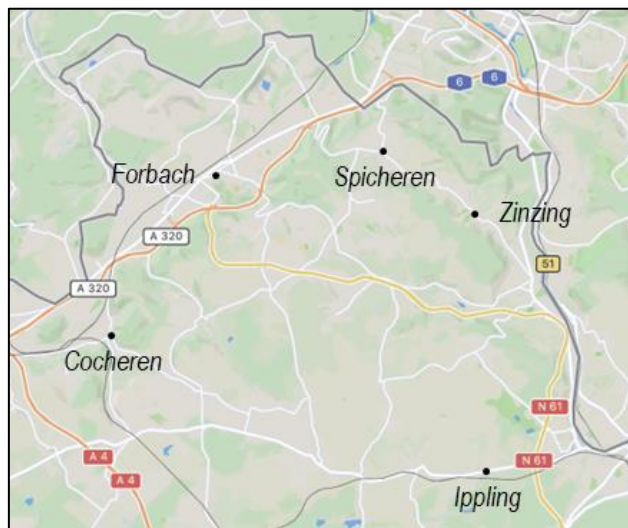 6
6
Spicheren
Forbach
Zinzing
A 320
51
A 320
Cocheren
N 61
A 4
N 61
A 4
Ippling